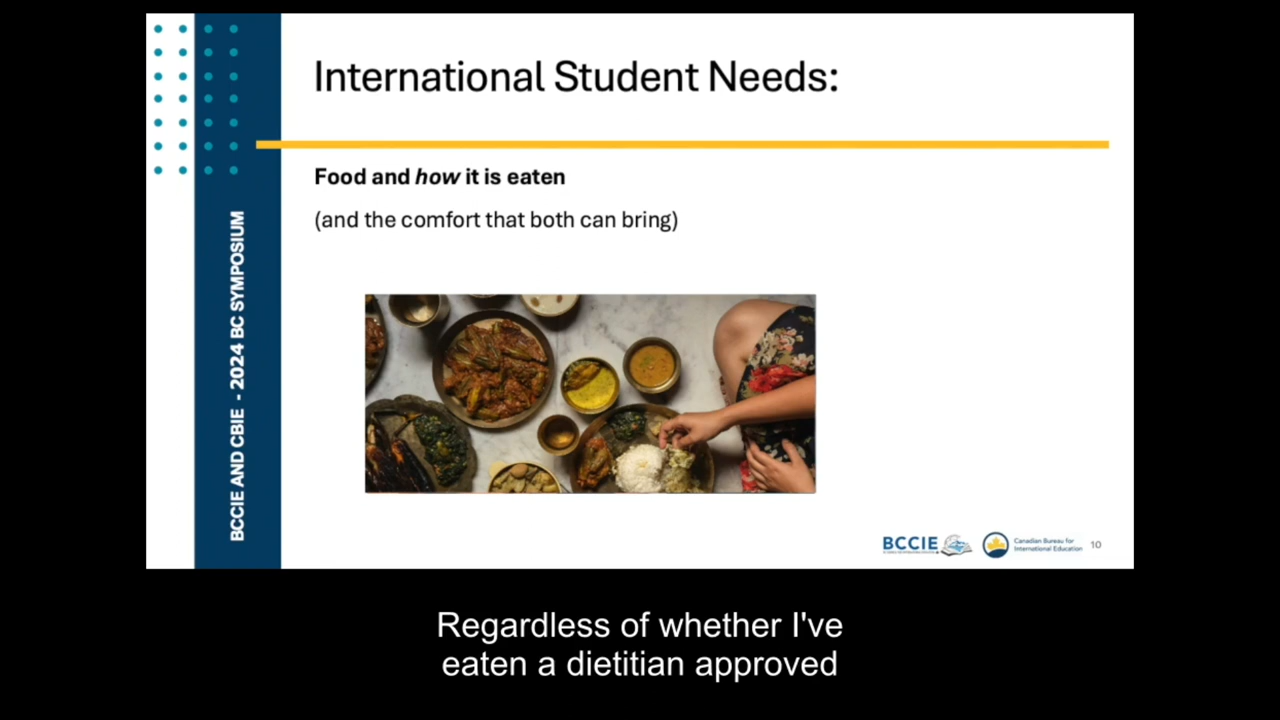 International Student Needs:
Food and how it is eaten
(and the comfort that both can bring)
BCCIE AND CBIE - 2024 BC SYMPOSIUM
BCCIE
Canadian Bureau for
International Education
10
Regardless of whether I've
eaten a dietitian approved